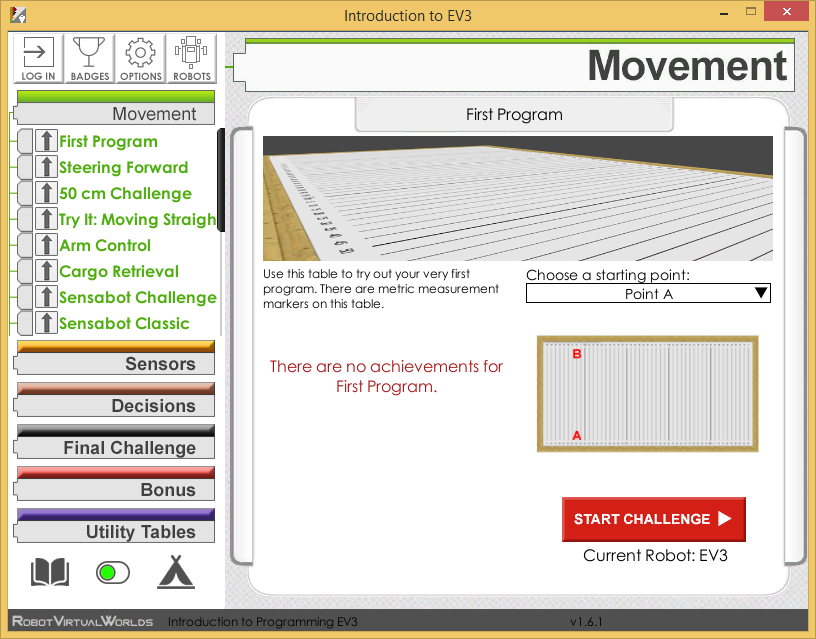 Introduction to EV3
LOG IN
BADGES
OPTIONS
ROBOTS
Movement
First Program
Steering Forward
50 cm Challenge
Try It: Moving Straigh
Arm Control
Cargo Retrieval
Sensabot Challenge
Sensabot Classic
Sensors
Decisions
Final Challenge
Bonus
Utility Tables
Movement
First Program
Use this table to try out your very first
program. There are metric measurement
markers on this table.
Choose a starting point:
Point A
There are no achievements for
First Program.
B
A
START CHALLENGE
Current Robot: EV3
ROBOTVIRTUALWORLDS
Introduction to Programming EV3
v1.6.1